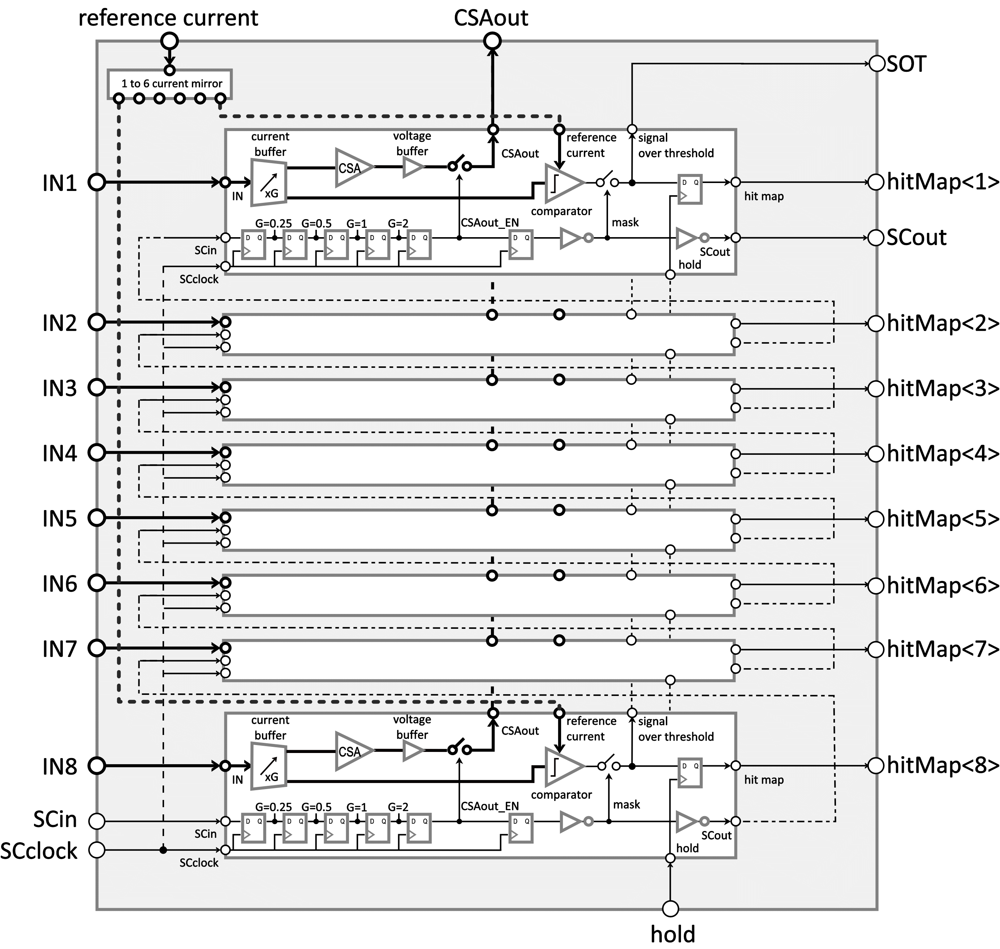 reference current
CSAout
SOT
1 to 6 current mirror
current
buffer
voltage
buffer
CSAout
reference
current
signal
over threshold
IN1
IN
xG
CSA
comparator
D Q
hit map
hitMap<1>
mask
G=0.25
G=0.5
G=1
G=2
CSAout_EN
SCin
D Q
D Q
D Q
D Q
D Q
D Q
SCout
SCout
SCclock
hold
IN2
hitMap<2>
IN3
hitMap<3>
IN4
hitMap<4>
IN5
hitMap<5>
IN6
hitMap<6>
IN7
hitMap<7>
current
buffer
voltage
buffer
CSAout
reference
current
signal
over threshold
IN8
IN
xG
CSA
comparator
D Q
hit map
hitMap<8>
mask
G=0.25
G=0.5
G=1
G=2
CSAout_EN
SCin
SCin
D Q
D Q
D Q
D Q
D Q
D Q
SCout
SCclock
SCclock
hold
hold